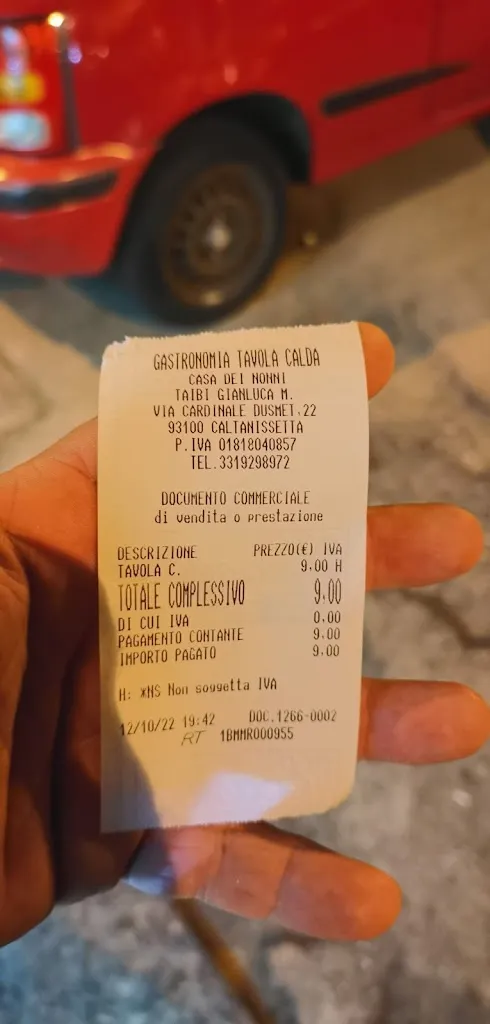 GASTRONOMIA TAVOLA CALDA
CASA DEI NONNI
TAIBI GIANLUCA M.
VIA CARDINALE DUSMET,22
93100 CALTANISSETTA
P.IVA 01818040857
TEL.3319298972
DOCUMENTO COMMERCIALE
di vendita o prestazione
DESCRIZIONE PREZZO(€) IVA
TAVOLA C. 9,00 H
TOTALE COMPLESSIVO 9,00
DI CUI IVA 0,00
PAGAMENTO CONTANTE 9,00
IMPORTO PAGATO 9,00
H: *NS Non soggetta IVA
12/10/22 19:42 DOC.1266-0002
RT 1BMMR000955